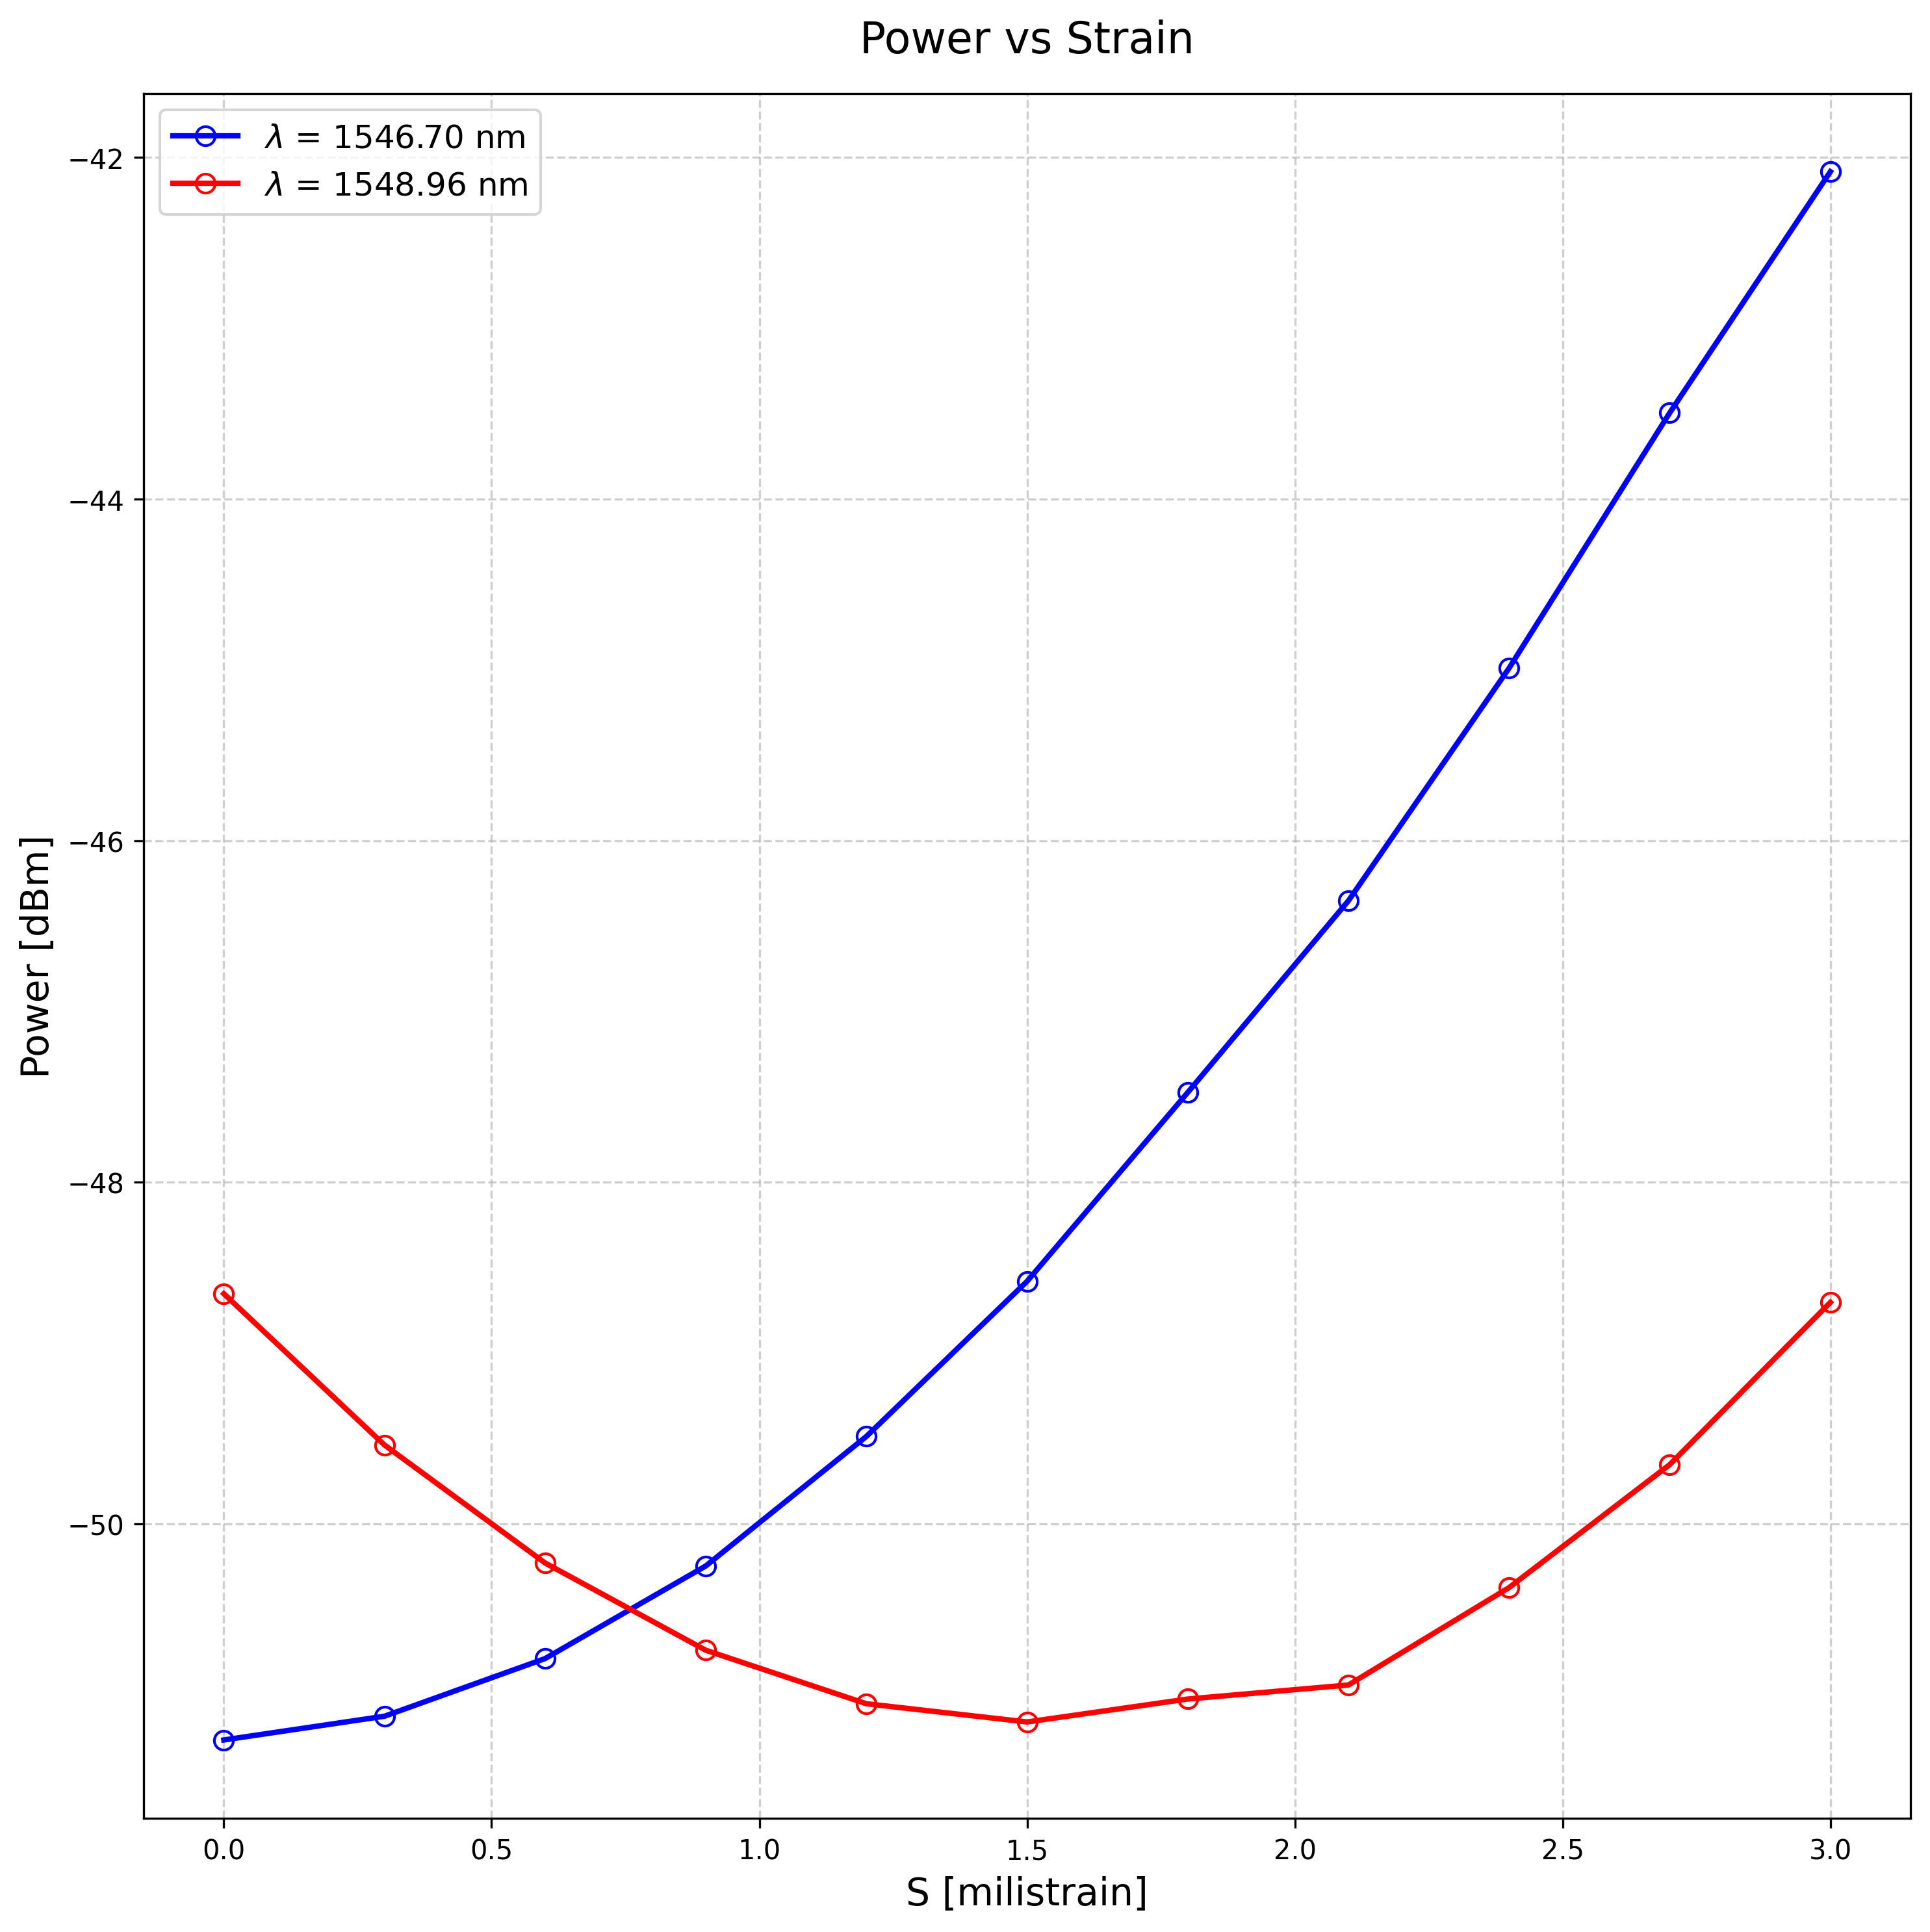 Power vs Strain
λ = 1546.70 nm
λ = 1548.96 nm
−42
−44
−46
−48
−50
Power [dBm]
0.0 0.5 1.0 1.5 2.0 2.5 3.0
S [milistrain]